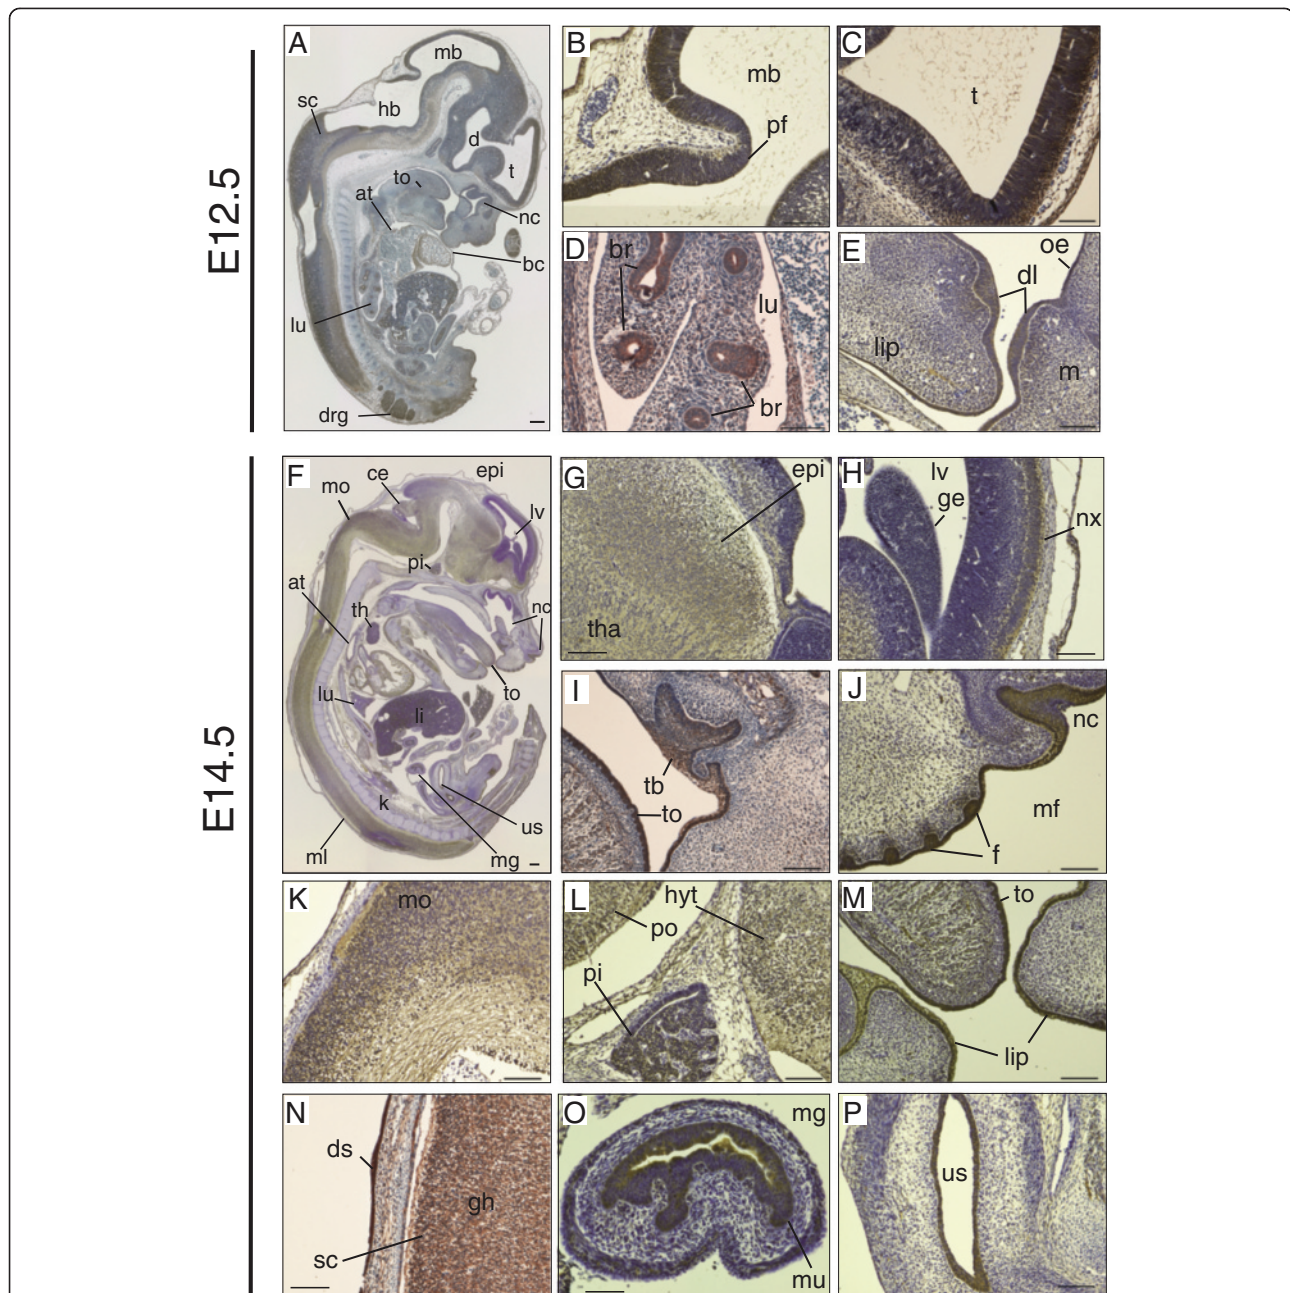 E12.5
A
mb
sc
hb
d
t
to
at
nc
bc
lu
drg
B
mb
pf
C
t
D
br
lu
br
E
oe
dl
lip
m
E14.5
F
epi
ce
mo
lv
pi
at
th
nc
lu
to
li
k
us
ml
mg
G
epi
tha
H
lv
ge
nx
I
tb
to
J
nc
mf
f
K
mo
L
hyt
po
pi
M
to
lip
N
ds
gh
sc
O
mg
mu
P
us